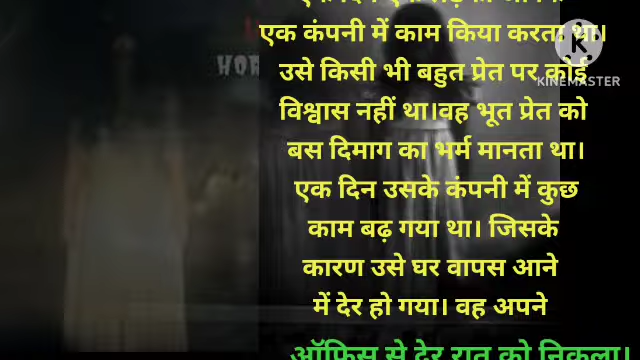 एक कंपनी में काम किया करता था।
HOR
उसे किसी भी बहुत प्रेत पर कोई
KINEMASTER
विश्वास नहीं था।वह भूत प्रेत को
बस दिमाग का भर्म मानता था।
एक दिन उसके कंपनी में कुछ
काम बढ़ गया था। जिसके
कारण उसे घर वापस आने
में देर हो गया। वह अपने
ऑफिस से देर रात को निकला।